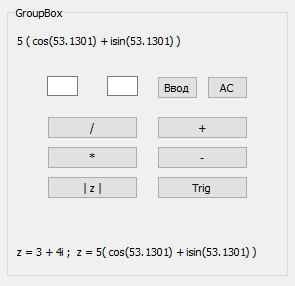 GroupBox
5 ( cos(53.1301) + isin(53.1301) )
Ввод AC
/ +
* -
| z | Trig
z = 3 + 4i ; z = 5( cos(53.1301) + isin(53.1301) )